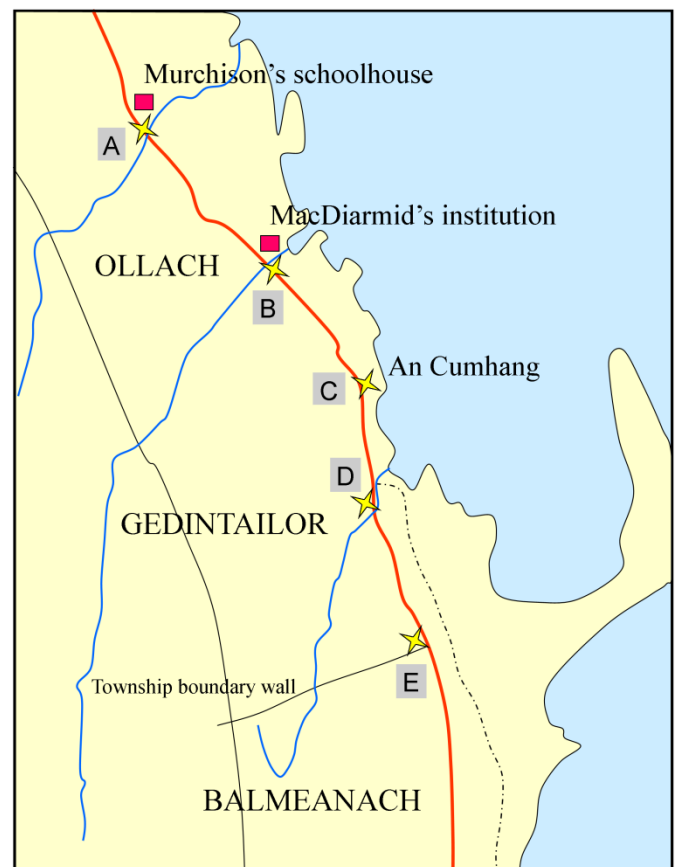 Murchison's schoolhouse
A
MacDiarmid's institution
OLLACH
B
An Cumhang
C
D
GEDINTAILOR
E
Township boundary wall
BALMEANACH